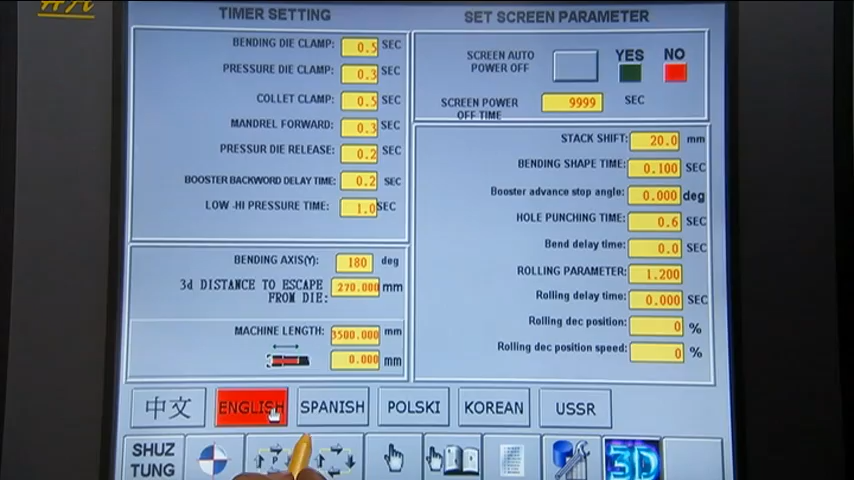 TIMER SETTING
BENDING DIE CLAMP: 0.5 SEC
PRESSURE DIE CLAMP: 0.3 SEC
COLLET CLAMP: 0.5 SEC
MANDREL FORWARD: 0.3 SEC
PRESSUR DIE RELEASE: 0.2 SEC
BOOSTER BACKWORD DELAY TIME: 0.2 SEC
LOW -HI PRESSURE TIME: 1.0 SEC
BENDING AXIS(Y): 180 deg
3d DISTANCE TO ESCAPE
FROM DIE: 270.000 mm
MACHINE LENGTH: 3500.000 mm
0.000 mm
SET SCREEN PARAMETER
SCREEN AUTO
POWER OFF
YES NO
SCREEN POWER
OFF TIME
9999 SEC
STACK SHIFT: 20.0 mm
BENDING SHAPE TIME: 0.100 SEC
Booster advance stop angle: 0.000 deg
HOLE PUNCHING TIME: 0.6 SEC
Bend delay time: 0.0 SEC
ROLLING PARAMETER: 1.200
Rolling delay time: 0.000 SEC
Rolling dec position: 0 %
Rolling dec position speed: 0 %
中文 ENGLISH SPANISH POLSKI KOREAN USSR
SHUZ
TUNG
P
3D